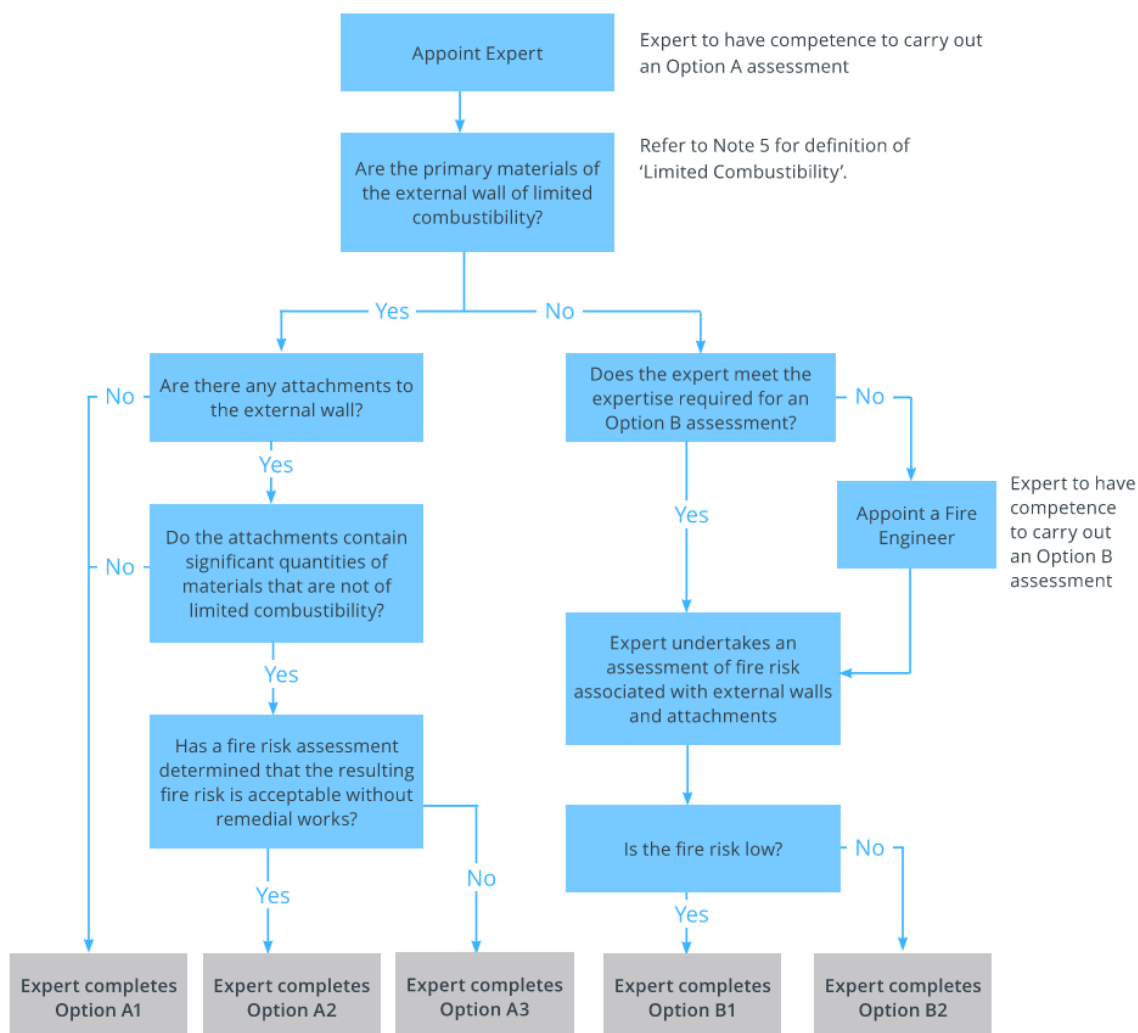 Appoint Expert
Expert to have competence to carry out
an Option A assessment
Are the primary materials of
the external wall of limited
combustibility?
Refer to Note 5 for definition of
‘Limited Combustibility’.
Yes
No
Are there any attachments to
the external wall?
No
Does the expert meet the
expertise required for an
Option B assessment?
No
Yes
Do the attachments contain
significant quantities of
materials that are not of
limited combustibility?
No
Yes
Appoint a Fire
Engineer
Expert to have
competence
to carry out
an Option B
assessment
Yes
Expert undertakes an
assessment of fire risk
associated with external walls
and attachments
Has a fire risk assessment
determined that the resulting
fire risk is acceptable without
remedial works?
Is the fire risk low?
No
Yes
No
Yes
Expert completes
Option A1
Expert completes
Option A2
Expert completes
Option A3
Expert completes
Option B1
Expert completes
Option B2